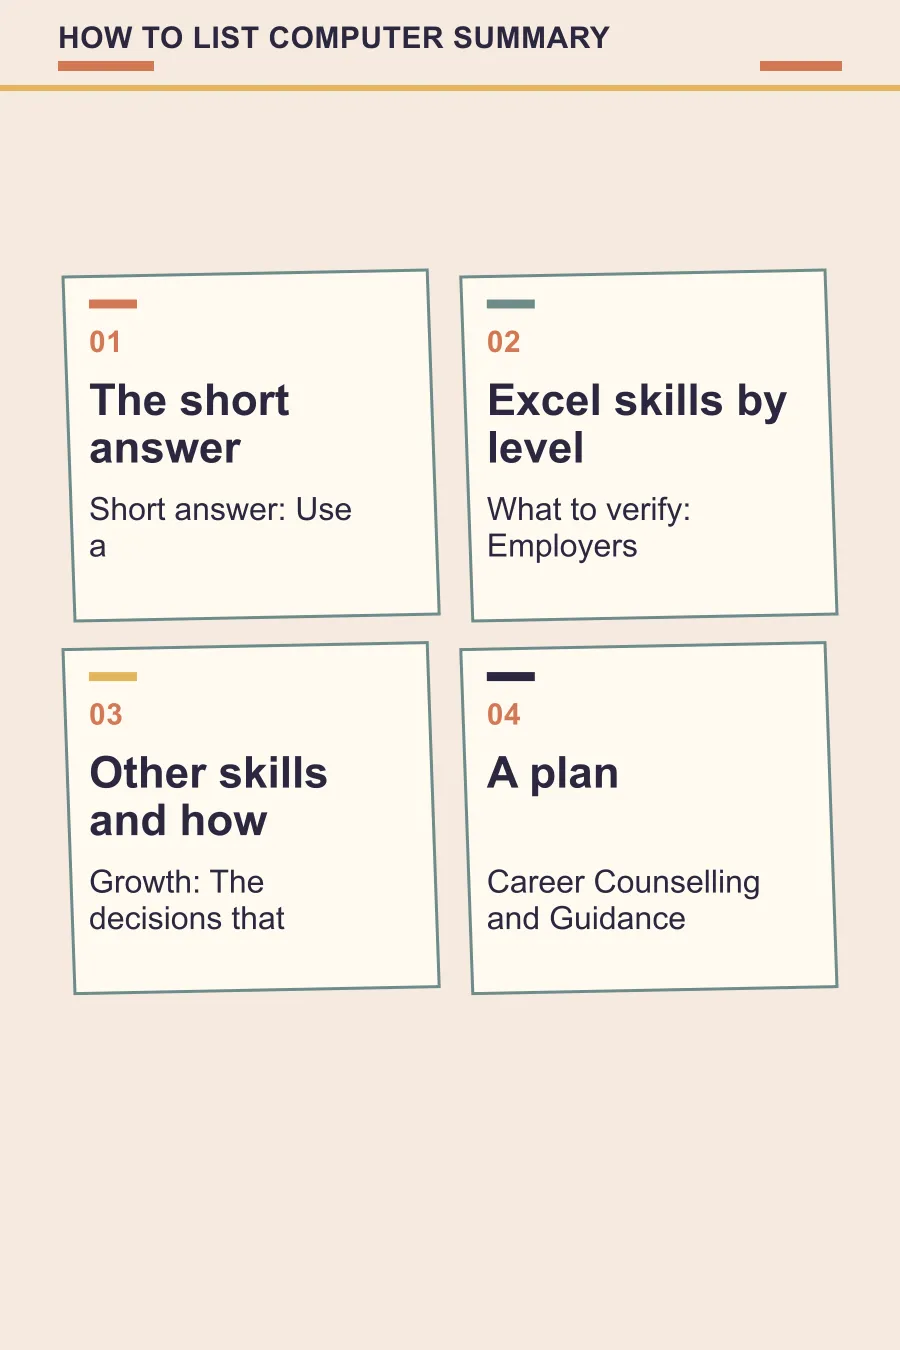 HOW TO LIST COMPUTER SUMMARY
01
The short
answer
Short answer: Use
a
02
Excel skills by
level
What to verify:
Employers
03
Other skills
and how
Growth: The
decisions that
04
A plan
Career Counselling
and Guidance